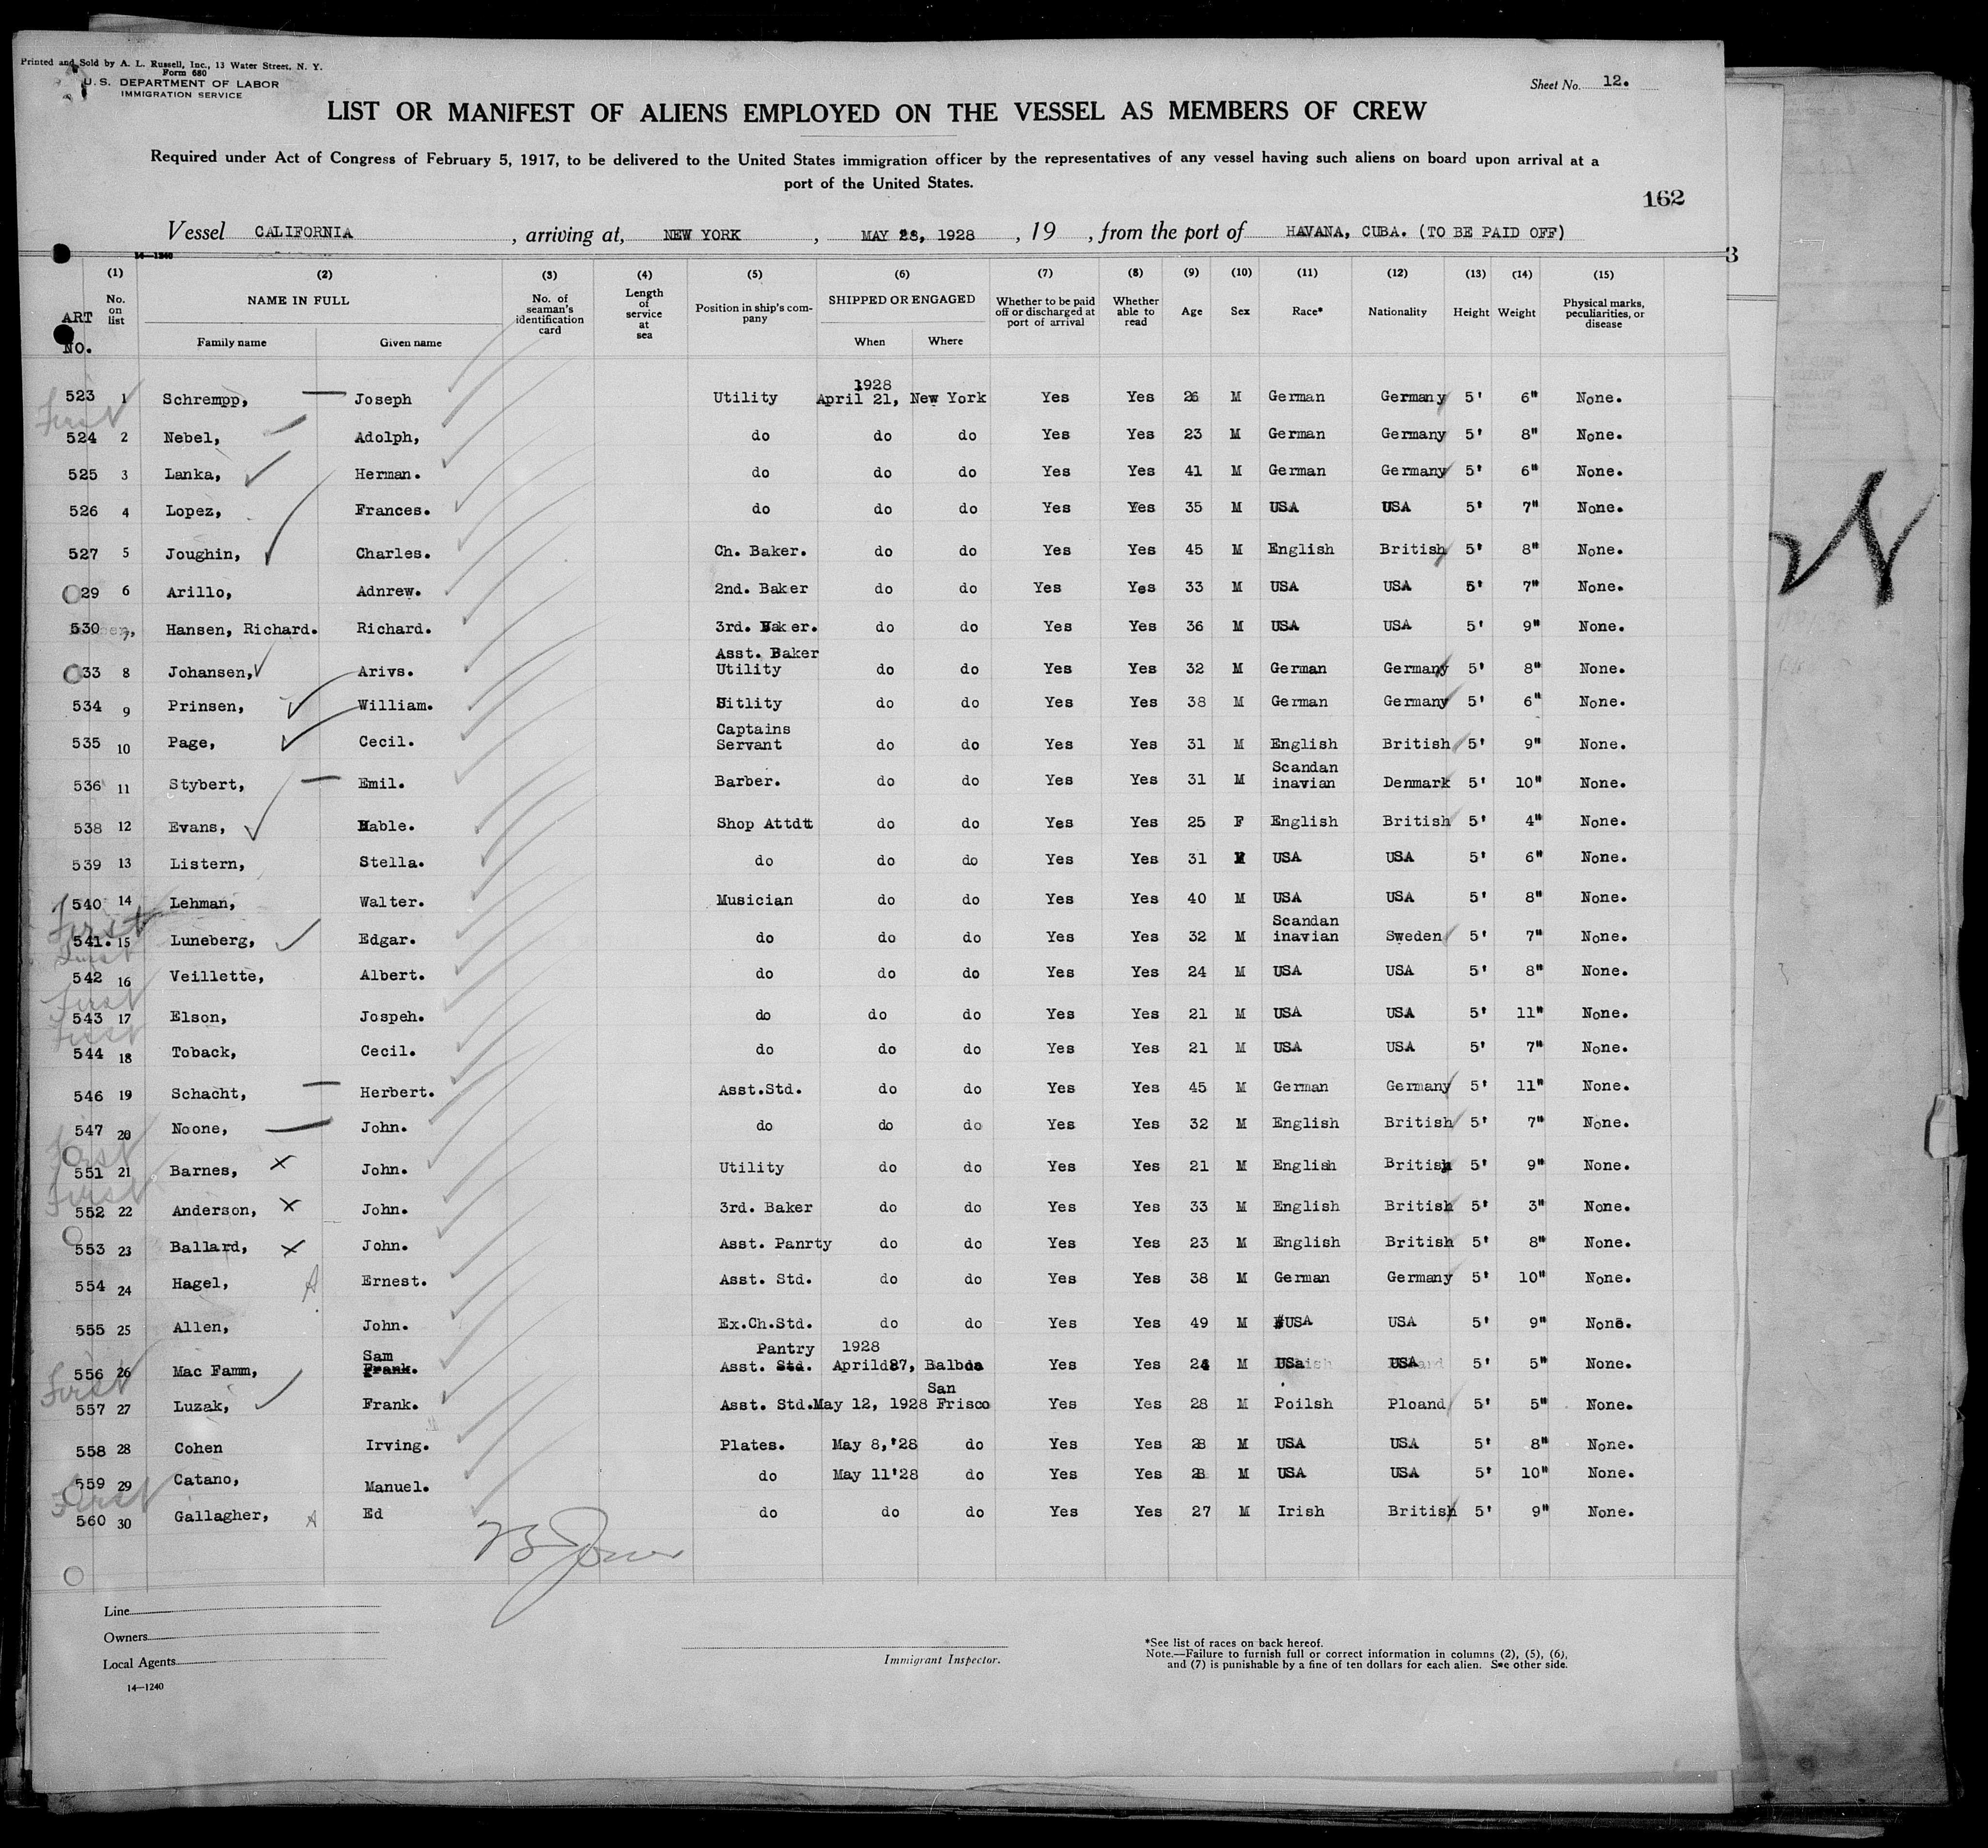 Printed and Sold by A. L. Russell, Inc., 13 Water Street, N. Y.
Form 680
U. S. DEPARTMENT OF LABOR
IMMIGRATION SERVICE
Sheet No. 12.
LIST OR MANIFEST OF ALIENS EMPLOYED ON THE VESSEL AS MEMBERS OF CREW
Required under Act of Congress of February 5, 1917, to be delivered to the United States immigration officer by the representatives of any vessel having such aliens on board upon arrival at a
port of the United States.
162
Vessel CALIFORNIA, arriving at, NEW YORK, MAY 28, 1928, 19, from the port of HAVANA, CUBA. (TO BE PAID OFF)
14-1240
3
(1) (2) (3) (4) (5) (6) (7) (8) (9) (10) (11) (12) (13) (14) (15)
ART NO. No. on list NAME IN FULL Family name Given name No. of seaman's identification card Length of service at sea Position in ship's company SHIPPED OR ENGAGED When Where Whether to be paid off or discharged at port of arrival Whether able to read Age Sex Race* Nationality Height Weight Physical marks, peculiarities, or disease
1928
523 1 Schrempp, Joseph Utility April 21, New York Yes Yes 26 M German Germany 5' 6" None.
First
524 2 Nebel, Adolph, do do do Yes Yes 23 M German Germany 5' 8" None.
525 3 Lanka, Herman. do do do Yes Yes 41 M German Germany 5' 6" None.
526 4 Lopez, Frances. do do do Yes Yes 35 M USA USA 5' 7" None.
527 5 Joughin, Charles. Ch. Baker. do do Yes Yes 45 M English British 5' 8" None.
29 6 Arillo, Adnrew. 2nd. Baker do do Yes Yes 33 M USA USA 5' 7" None.
530 7, Hansen, Richard. Richard. 3rd. Baker. do do Yes Yes 36 M USA USA 5' 9" None.
Asst. Baker
33 8 Johansen, Arivs. Utility do do Yes Yes 32 M German Germany 5' 8" None.
534 9 Prinsen, William. Uitlity do do Yes Yes 38 M German Germany 5' 6" None.
Captains
535 10 Page, Cecil. Servant do do Yes Yes 31 M English British 5' 9" None.
Scandan
536 11 Stybert, Emil. Barber. do do Yes Yes 31 M inavian Denmark 5' 10" None.
538 12 Evans, Mable. Shop Attdt do do Yes Yes 25 F English British 5' 4" None.
539 13 Listern, Stella. do do do Yes Yes 31 USA USA 5' 6" None.
540 14 Lehman, Walter. Musician do do Yes Yes 40 M USA USA 5' 8" None.
First Scandan
541. 15 Luneberg, Edgar. do do do Yes Yes 32 M inavian Sweden 5' 7" None.
First
542 16 Veillette, Albert. do do do Yes Yes 24 M USA USA 5' 8" None.
First
543 17 Elson, Jospeh. do do do Yes Yes 21 M USA USA 5' 11" None.
First
544 18 Toback, Cecil. do do do Yes Yes 21 M USA USA 5' 7" None.
546 19 Schacht, Herbert. Asst.Std. do do Yes Yes 45 M German Germany 5' 11" None.
547 20 Noone, John. do do do Yes Yes 32 M English British 5' 7" None.
First
551 21 Barnes, John. Utility do do Yes Yes 21 M English British 5' 9" None.
First
552 22 Anderson, John. 3rd. Baker do do Yes Yes 33 M English British 5' 3" None.
553 23 Ballard, John. Asst. Panrty do do Yes Yes 23 M English British 5' 8" None.
554 24 Hagel, A Ernest. Asst. Std. do do Yes Yes 38 M German Germany 5' 10" None.
555 25 Allen, John. Ex.Ch.Std. do do Yes Yes 49 M #USA USA 5' 9" None.
Sam Pantry 1928
556 26 Mac Famm, Frank. Asst. Std. April 27, Balboa Yes Yes 24 M USA USA 5' 5" None.
First San
557 27 Luzak, Frank. Asst. Std. May 12, 1928 Frisco Yes Yes 28 M Poilsh Ploand 5' 5" None.
558 28 Cohen Irving. Plates. May 8,'28 do Yes Yes 28 M USA USA 5' 8" None.
559 29 Catano, Manuel. do May 11'28 do Yes Yes 28 M USA USA 5' 10" None.
First
560 30 Gallagher, A Ed do do do Yes Yes 27 M Irish British 5' 9" None.
Line
Owners
Local Agents
14-1240
Immigrant Inspector.
*See list of races on back hereof.
Note.—Failure to furnish full or correct information in columns (2), (5), (6),
and (7) is punishable by a fine of ten dollars for each alien. See other side.